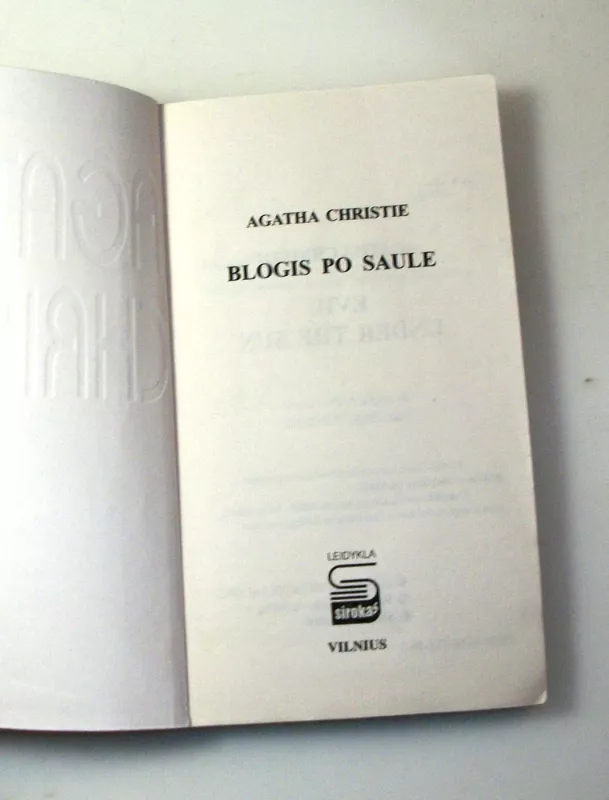 AGATHA CHRISTIE
BLOGIS PO SAULE
LEIDYKLA
sirokas
VILNIUS